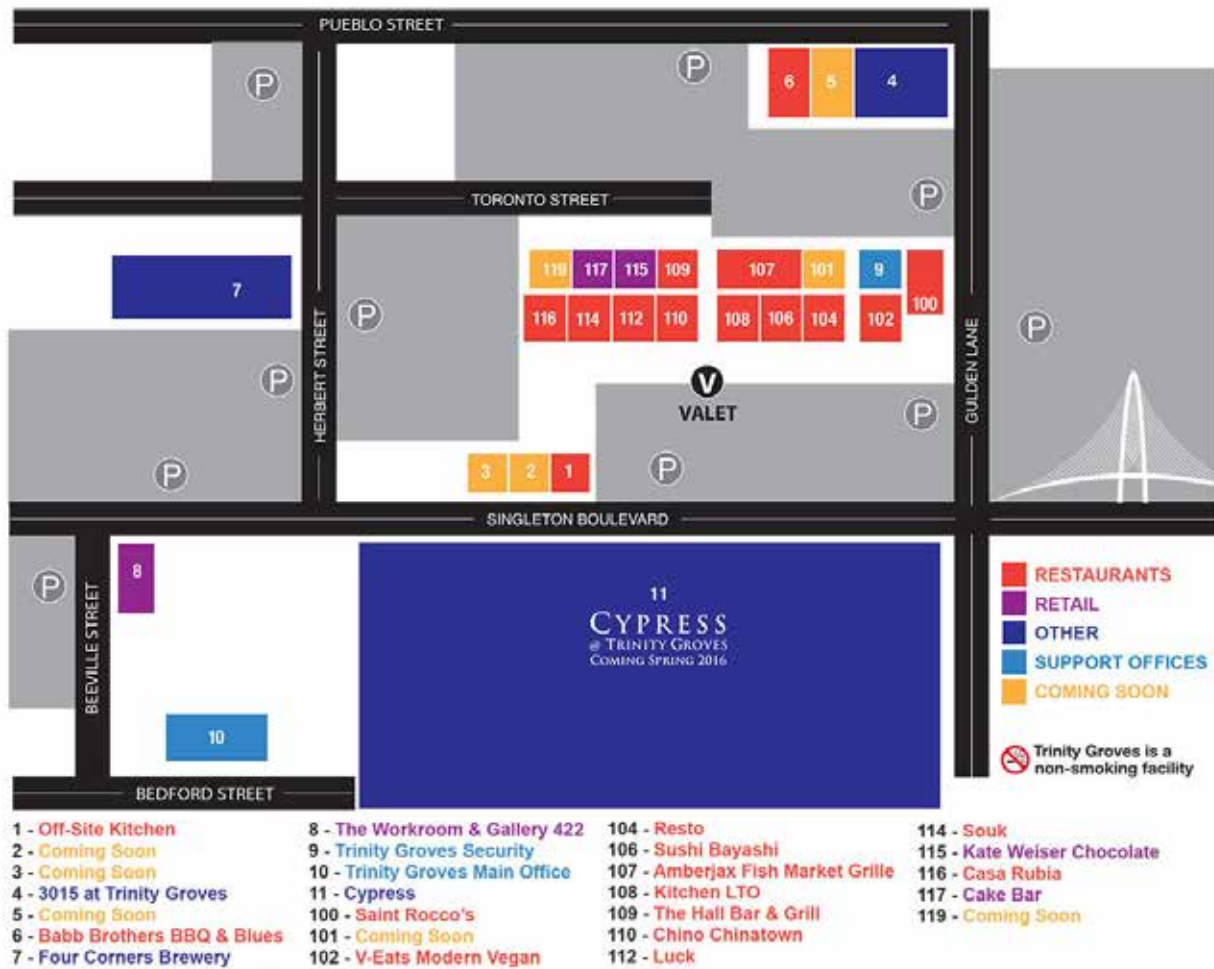 PUEBLO STREET
P
P
6
5
4
TORONTO STREET
P
7
119
117
115
109
107
101
9
100
116
114
112
110
108
106
104
102
HERBERT STREET
GULDEN LANE
P
P
P
V
VALET
P
P
3
2
1
P
P
SINGLETON BOULEVARD
P
8
BEEVILLE STREET
11
CYPRESS
@ TRINITY GROVES
COMING SPRING 2016
10
BEDFORD STREET
RESTAURANTS
RETAIL
OTHER
SUPPORT OFFICES
COMING SOON
Trinity Groves is a
non-smoking facility
1 - Off-Site Kitchen
2 - Coming Soon
3 - Coming Soon
4 - 3015 at Trinity Groves
5 - Coming Soon
6 - Babb Brothers BBQ & Blues
7 - Four Corners Brewery
8 - The Workroom & Gallery 422
9 - Trinity Groves Security
10 - Trinity Groves Main Office
11 - Cypress
100 - Saint Rocco's
101 - Coming Soon
102 - V-Eats Modern Vegan
104 - Resto
106 - Sushi Bayashi
107 - Amberjax Fish Market Grille
108 - Kitchen LTO
109 - The Hall Bar & Grill
110 - Chino Chinatown
112 - Luck
114 - Souk
115 - Kate Weiser Chocolate
116 - Casa Rubia
117 - Cake Bar
119 - Coming Soon